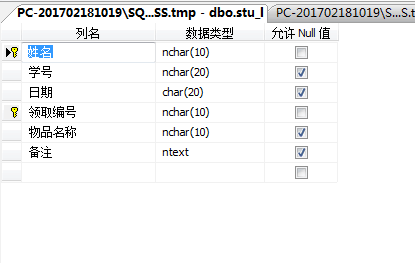 PC-201702181019\SQ...SS.tmp - dbo.stu_l PC-201702181019\S...S.t
列名 数据类型 允许 Null 值
姓名 nchar(10)
学号 nchar(20)
日期 char(20)
领取编号 nchar(10)
物品名称 nchar(10)
备注 ntext